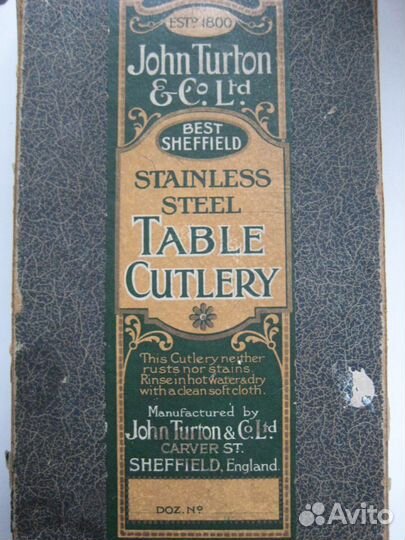 ESTD 1800
John Turton
& Co. Ltd
BEST
SHEFFIELD
STAINLESS
STEEL
TABLE
CUTLERY
This Cutlery neither
rusts nor stains.
Rinse in hot water & dry
with a clean soft cloth.
Manufactured by
John Turton & Co. Ltd
CARVER ST.
SHEFFIELD, England.
DOZ. No
Avito